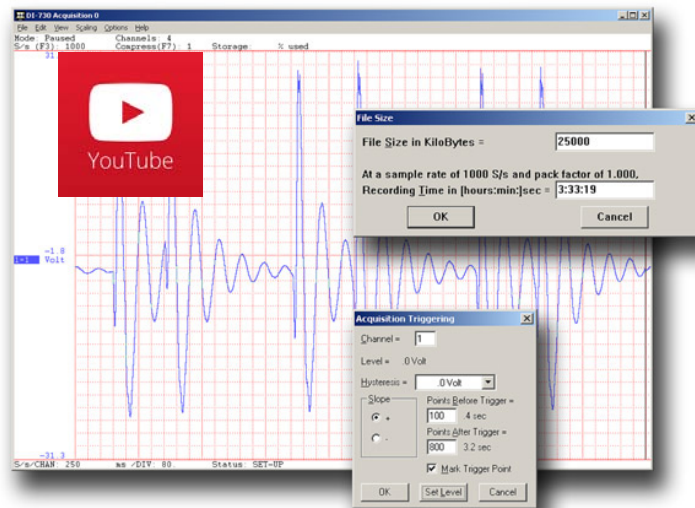 DI-730 Acquisition 0
File Edit View Scaling Options Help
Mode: Paused Channels: 4
S/s (F3): 1000 Compress(F7): 1 Storage: % used
31.
YouTube
-1.8
1-1 Volt
-31.3
S/s/CHAN: 250 ms /DIV: 80. Status: SET-UP
File Size
File Size in KiloBytes = 25000
At a sample rate of 1000 S/s and pack factor of 1.000,
Recording Time in [hours:min:]sec = 3:33:19
OK Cancel
Acquisition Triggering
Channel = 1
Level = .0 Volt
Hysteresis = .0 Volt
Slope
+
-
Points Before Trigger =
100 .4 sec
Points After Trigger =
800 3.2 sec
Mark Trigger Point
OK Set Level Cancel